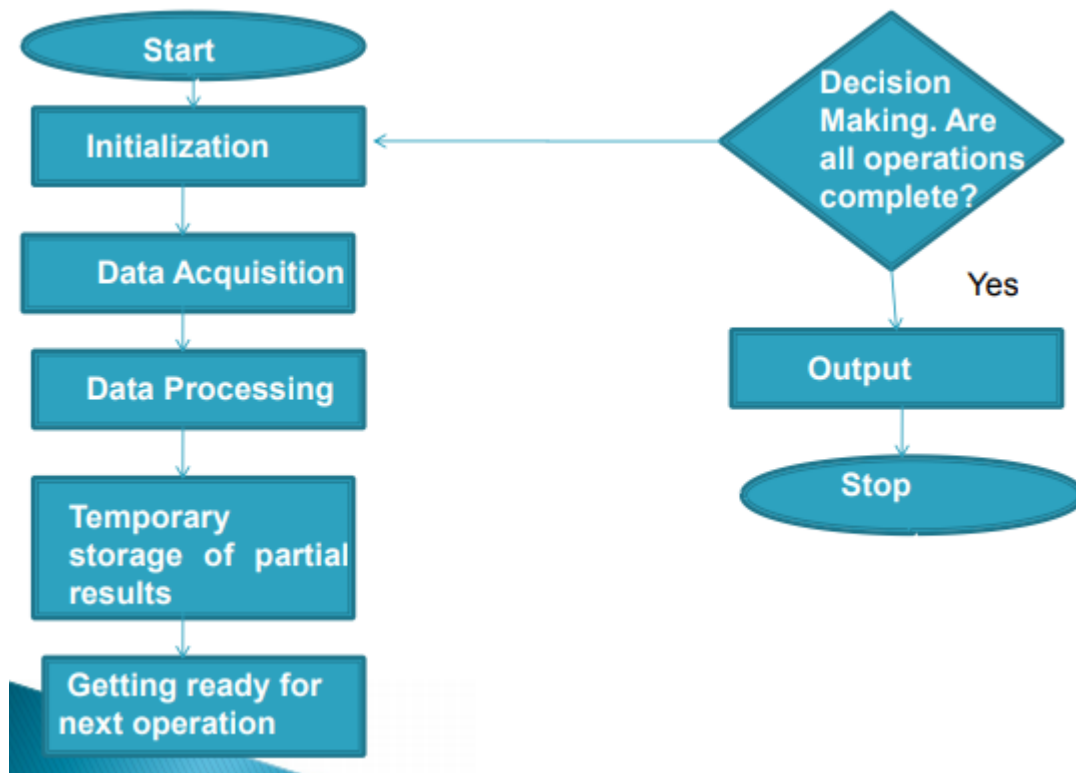 Start
Initialization
Data Acquisition
Data Processing
Temporary
storage of partial
results
Getting ready for
next operation
Decision
Making. Are
all operations
complete?
Yes
Output
Stop